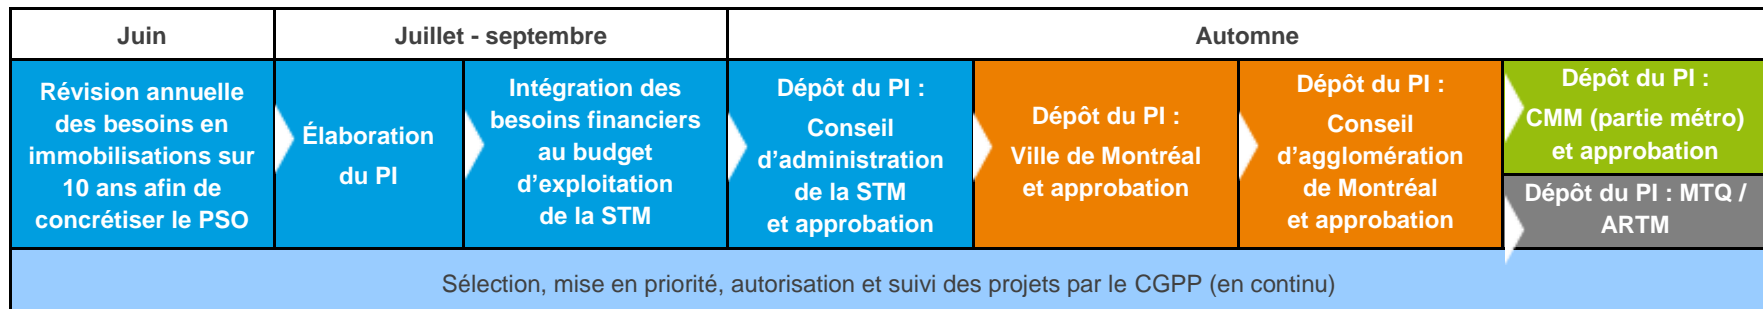 Juin
Juillet - septembre
Automne
Révision annuelle
des besoins en
immobilisations sur
10 ans afin de
concrétiser le PSO
Élaboration
du PI
Intégration des
besoins financiers
au budget
d'exploitation
de la STM
Dépôt du PI :
Conseil
d'administration
de la STM
et approbation
Dépôt du PI :
Ville de Montréal
et approbation
Dépôt du PI :
Conseil
d'agglomération
de Montréal
et approbation
Dépôt du PI :
CMM (partie métro)
et approbation
Dépôt du PI : MTQ /
ARTM
Sélection, mise en priorité, autorisation et suivi des projets par le CGPP (en continu)